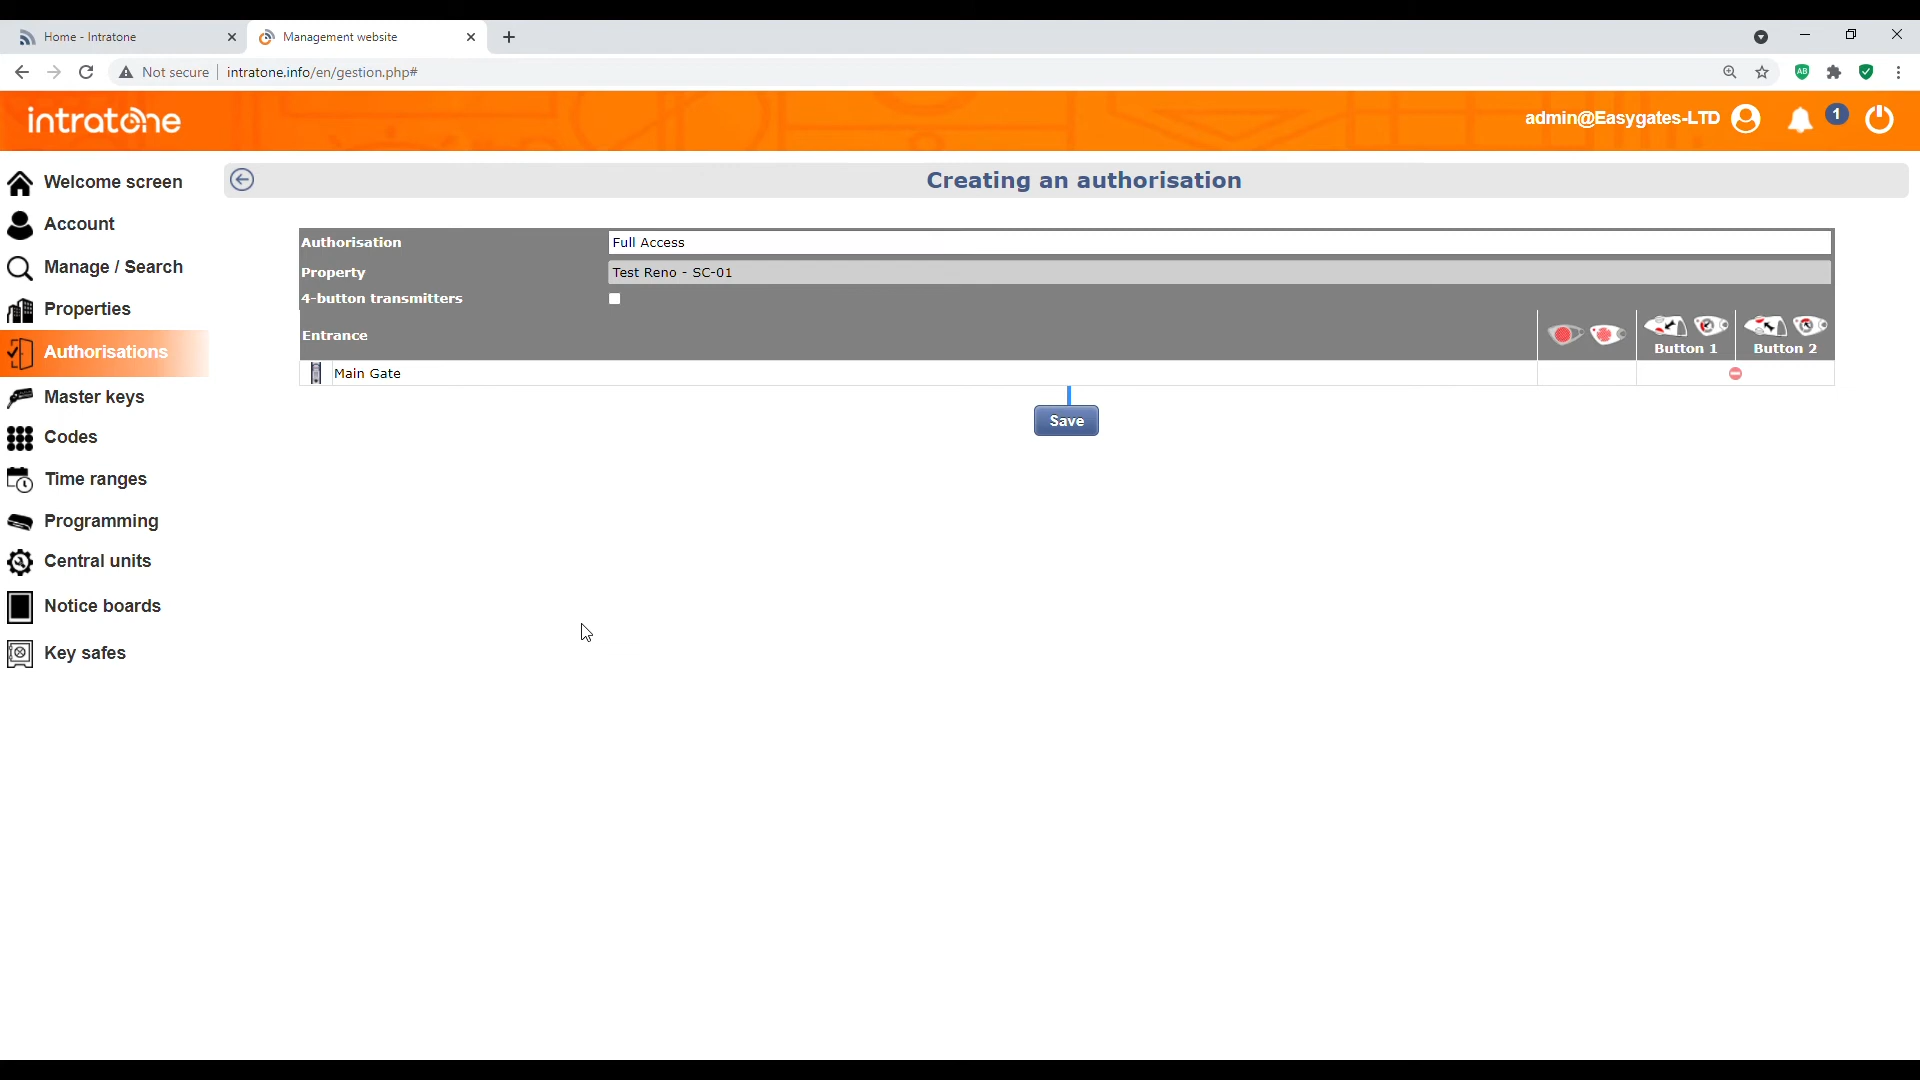 Home - Intratone
Management website
Not secure
intratone.info/en/gestion.php#
AB
intratone
admin@Easygates-LTD
1
Welcome screen
Creating an authorisation
Account
Manage / Search
Properties
Authorisations
Master keys
Codes
Time ranges
Programming
Central units
Notice boards
Key safes
Authorisation
Full Access
Property
Test Reno - SC-01
4-button transmitters
Entrance
Button 1
Button 2
Main Gate
Save